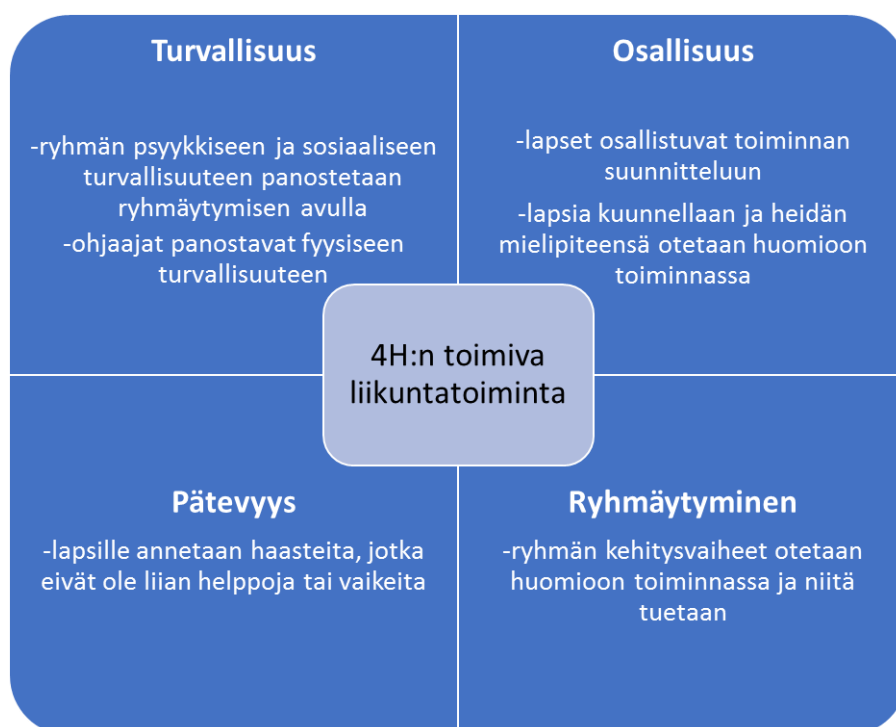 Turvallisuus
-ryhmän psyykkiseen ja sosiaaliseen
turvallisuuteen panostetaan
ryhmäytymisen avulla
-ohjaajat panostavat fyysiseen
turvallisuuteen
Osallisuus
-lapset osallistuvat toiminnan
suunnitteluun
-lapsia kuunnellaan ja heidän
mielipiteensä otetaan huomioon
toiminnassa
4H:n toimiva
liikuntatoiminta
Pätevyys
-lapsille annetaan haasteita, jotka
eivät ole liian helppoja tai vaikeita
Ryhmäytyminen
-ryhmän kehitysvaiheet otetaan
huomioon toiminnassa ja niitä
tuetaan